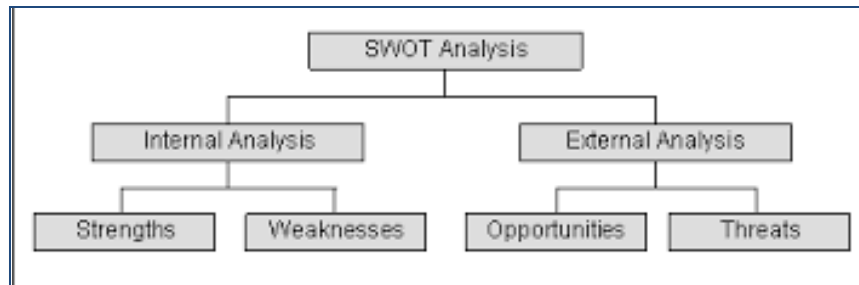 SWOT Analysis
Internal Analysis
External Analysis
Strengths
Weaknesses
Opportunities
Threats